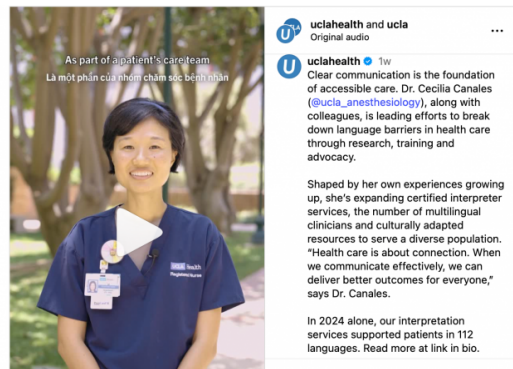 As part of a patient's care team
Là một phần của nhóm chăm sóc bệnh nhân
UCLA Health
Registered Nurse
uclahealth and ucla
Original audio
uclahealth 1w
Clear communication is the foundation
of accessible care. Dr. Cecilia Canales
(@ucla_anesthesiology), along with
colleagues, is leading efforts to break
down language barriers in health care
through research, training and
advocacy.
Shaped by her own experiences growing
up, she's expanding certified interpreter
services, the number of multilingual
clinicians and culturally adapted
resources to serve a diverse population.
“Health care is about connection. When
we communicate effectively, we can
deliver better outcomes for everyone,”
says Dr. Canales.
In 2024 alone, our interpretation
services supported patients in 112
languages. Read more at link in bio.